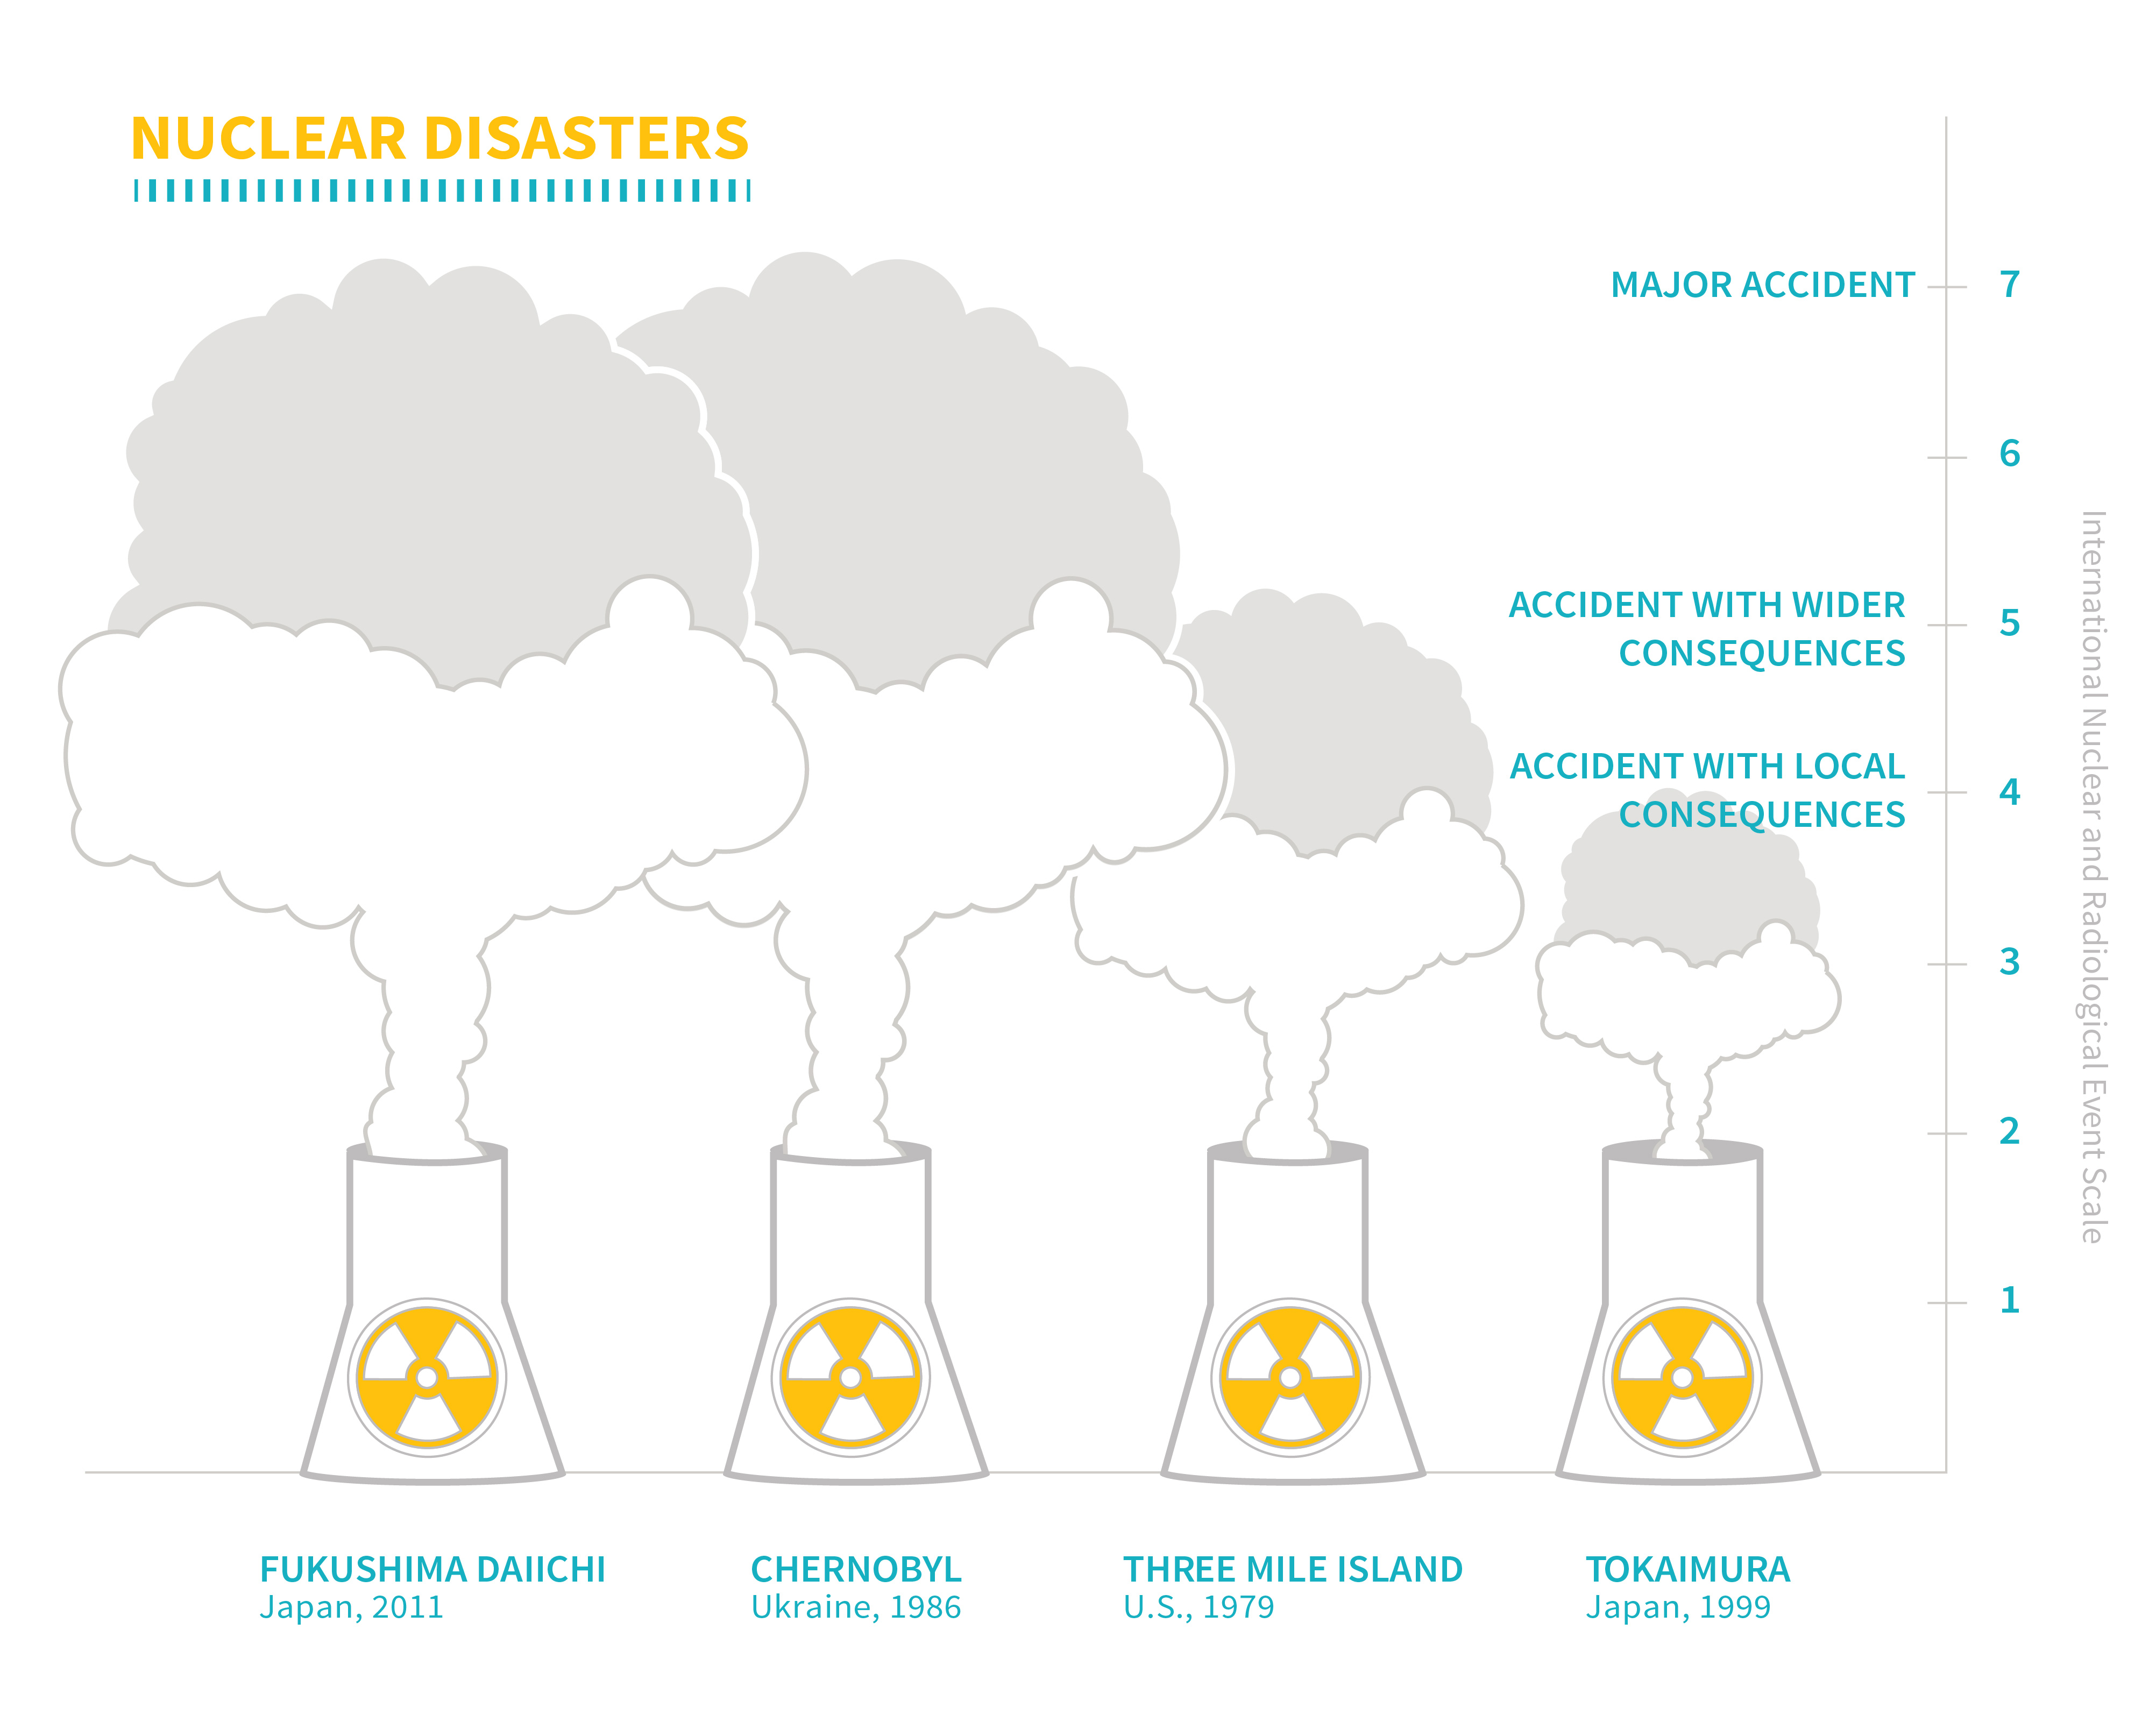 NUCLEAR DISASTERS
MAJOR ACCIDENT
7
6
ACCIDENT WITH WIDER
CONSEQUENCES
5
ACCIDENT WITH LOCAL
CONSEQUENCES
4
3
2
1
International Nuclear and Radiological Event Scale
FUKUSHIMA DAIICHI
Japan, 2011
CHERNOBYL
Ukraine, 1986
THREE MILE ISLAND
U.S., 1979
TOKAIMURA
Japan, 1999